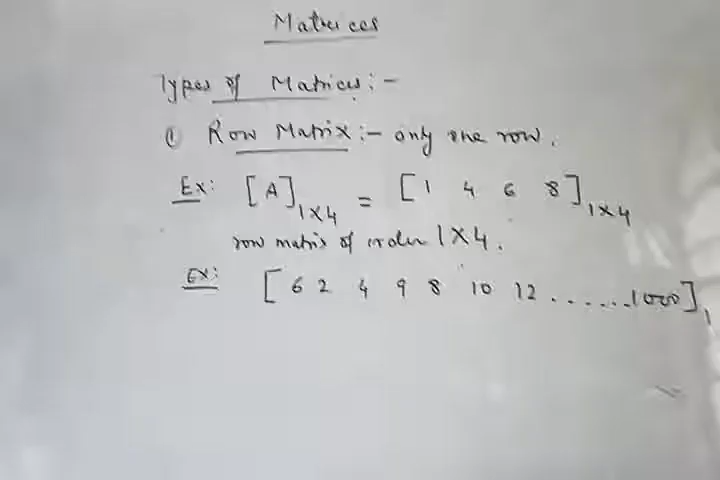 Matrices
Types of Matrices :-
① Row Matrix :- only one row.
Ex: [A]1×4 = [1 4 6 8]1×4
row matrix of order 1×4.
Ex: [6 2 4 9 8 10 12 . . . . . . 1000]1